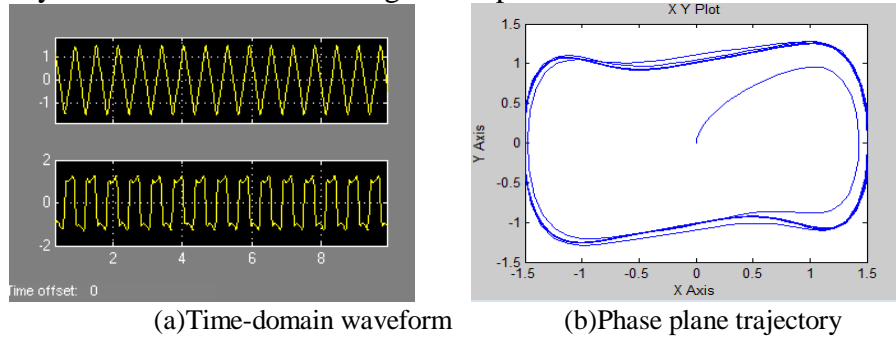 X Y Plot
1
0
-1
2
0
-2
2 4 6 8
Time offset: 0
1.5
1
0.5
0
-0.5
-1
-1.5
Y Axis
-1.5 -1 -0.5 0 0.5 1 1.5
X Axis
(a)Time-domain waveform (b)Phase plane trajectory